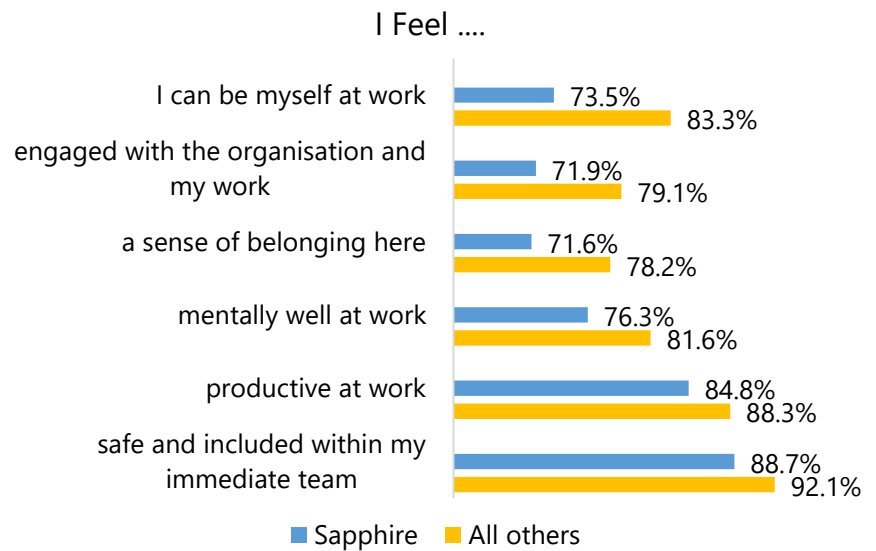 I Feel ....
I can be myself at work
73.5%
83.3%
engaged with the organisation and
my work
71.9%
79.1%
a sense of belonging here
71.6%
78.2%
mentally well at work
76.3%
81.6%
productive at work
84.8%
88.3%
safe and included within my
immediate team
88.7%
92.1%
Sapphire All others